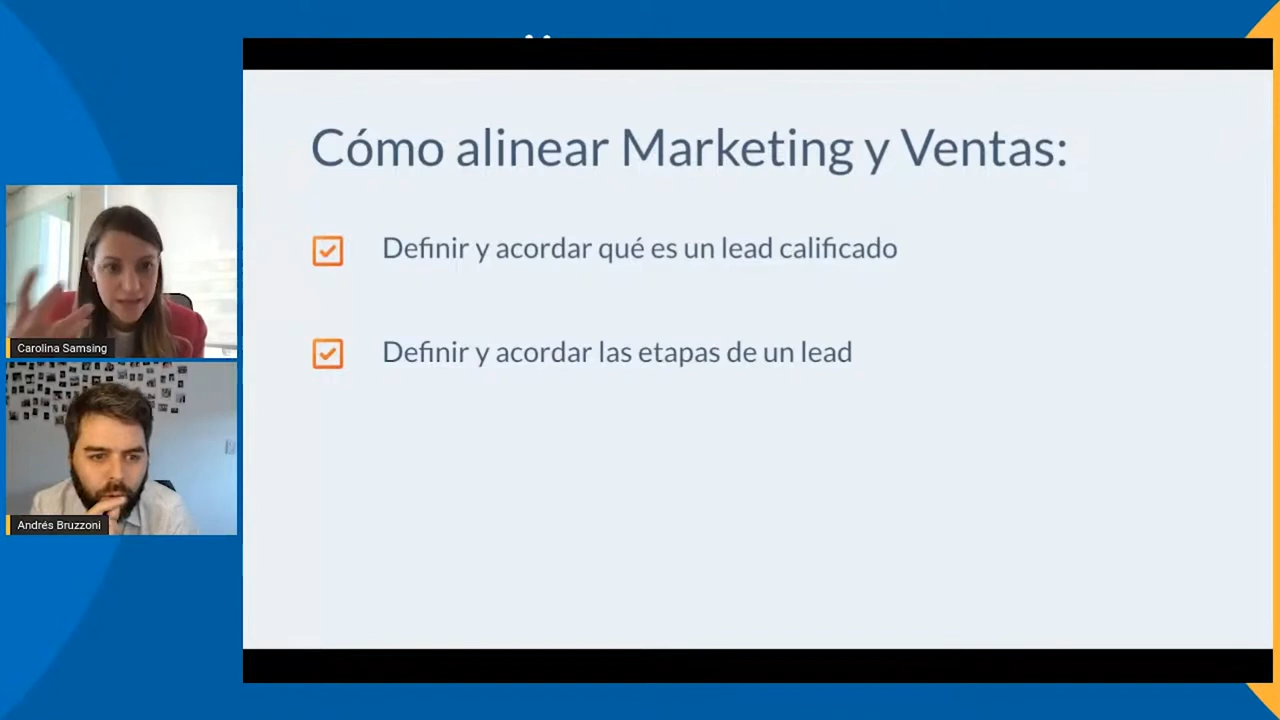 Cómo alinear Marketing y Ventas:
Definir y acordar qué es un lead calificado
Definir y acordar las etapas de un lead
Carolina Samsing
Andrés Bruzzoni